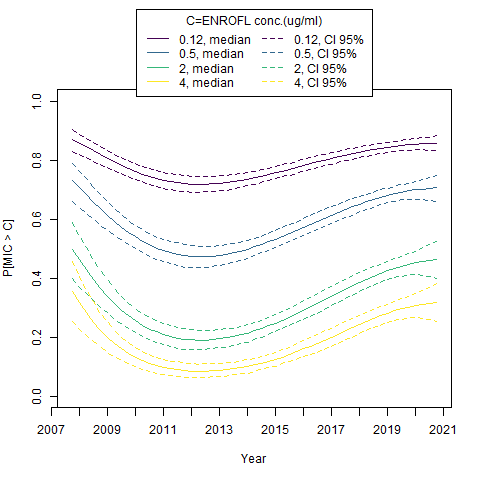 C=ENROFL conc.(ug/ml)
0.12, median 0.12, CI 95%
0.5, median 0.5, CI 95%
2, median 2, CI 95%
4, median 4, CI 95%
1.0
0.8
0.6
0.4
0.2
0.0
P[MIC > C]
2007 2009 2011 2013 2015 2017 2019 2021
Year